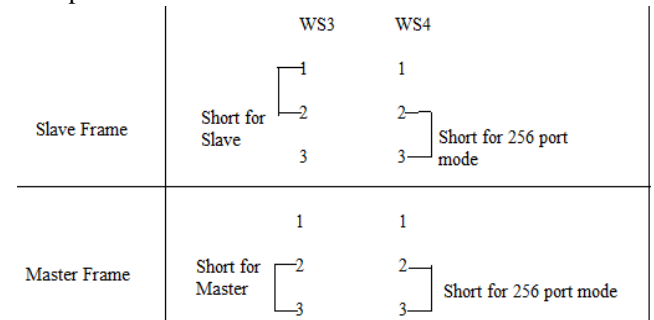 WS3 WS4
1 1
Slave Frame
Short for
Slave
2 2
Short for 256 port
mode
3 3
1 1
Master Frame
Short for
Master
2 2
Short for 256 port mode
3 3